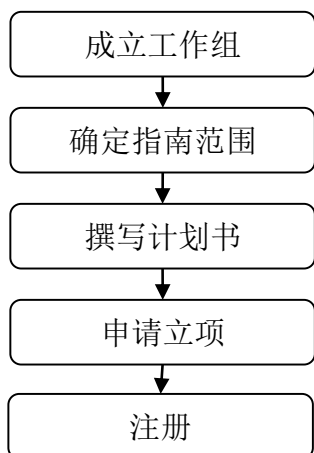 成立工作组
确定指南范围
撰写计划书
申请立项
注册